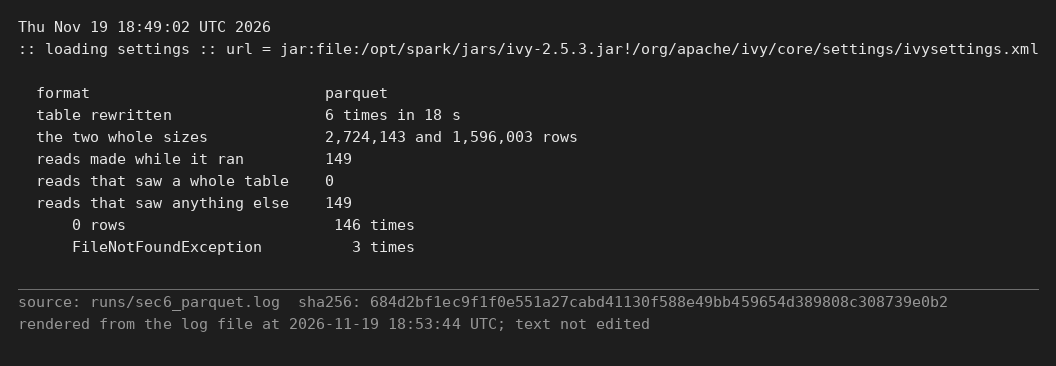 Thu Nov 19 18:49:02 UTC 2026
:: loading settings :: url = jar:file:/opt/spark/jars/ivy-2.5.3.jar!/org/apache/ivy/core/settings/ivysettings.xml
format parquet
table rewritten 6 times in 18 s
the two whole sizes 2,724,143 and 1,596,003 rows
reads made while it ran 149
reads that saw a whole table 0
reads that saw anything else 149
0 rows 146 times
FileNotFoundException 3 times
source: runs/sec6_parquet.log sha256: 684d2bf1ec9f1f0e551a27cabd41130f588e49bb459654d389808c308739e0b2
rendered from the log file at 2026-11-19 18:53:44 UTC; text not edited